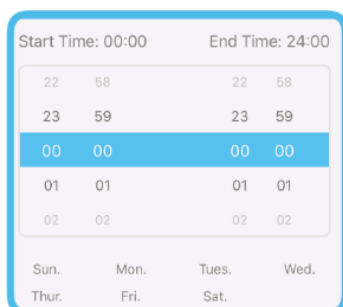 Start Time: 00:00 End Time: 24:00
22 58 22 58
23 59 23 59
00 00 00 00
01 01 01 01
02 02 02 02
Sun. Mon. Tues. Wed.
Thur. Fri. Sat.